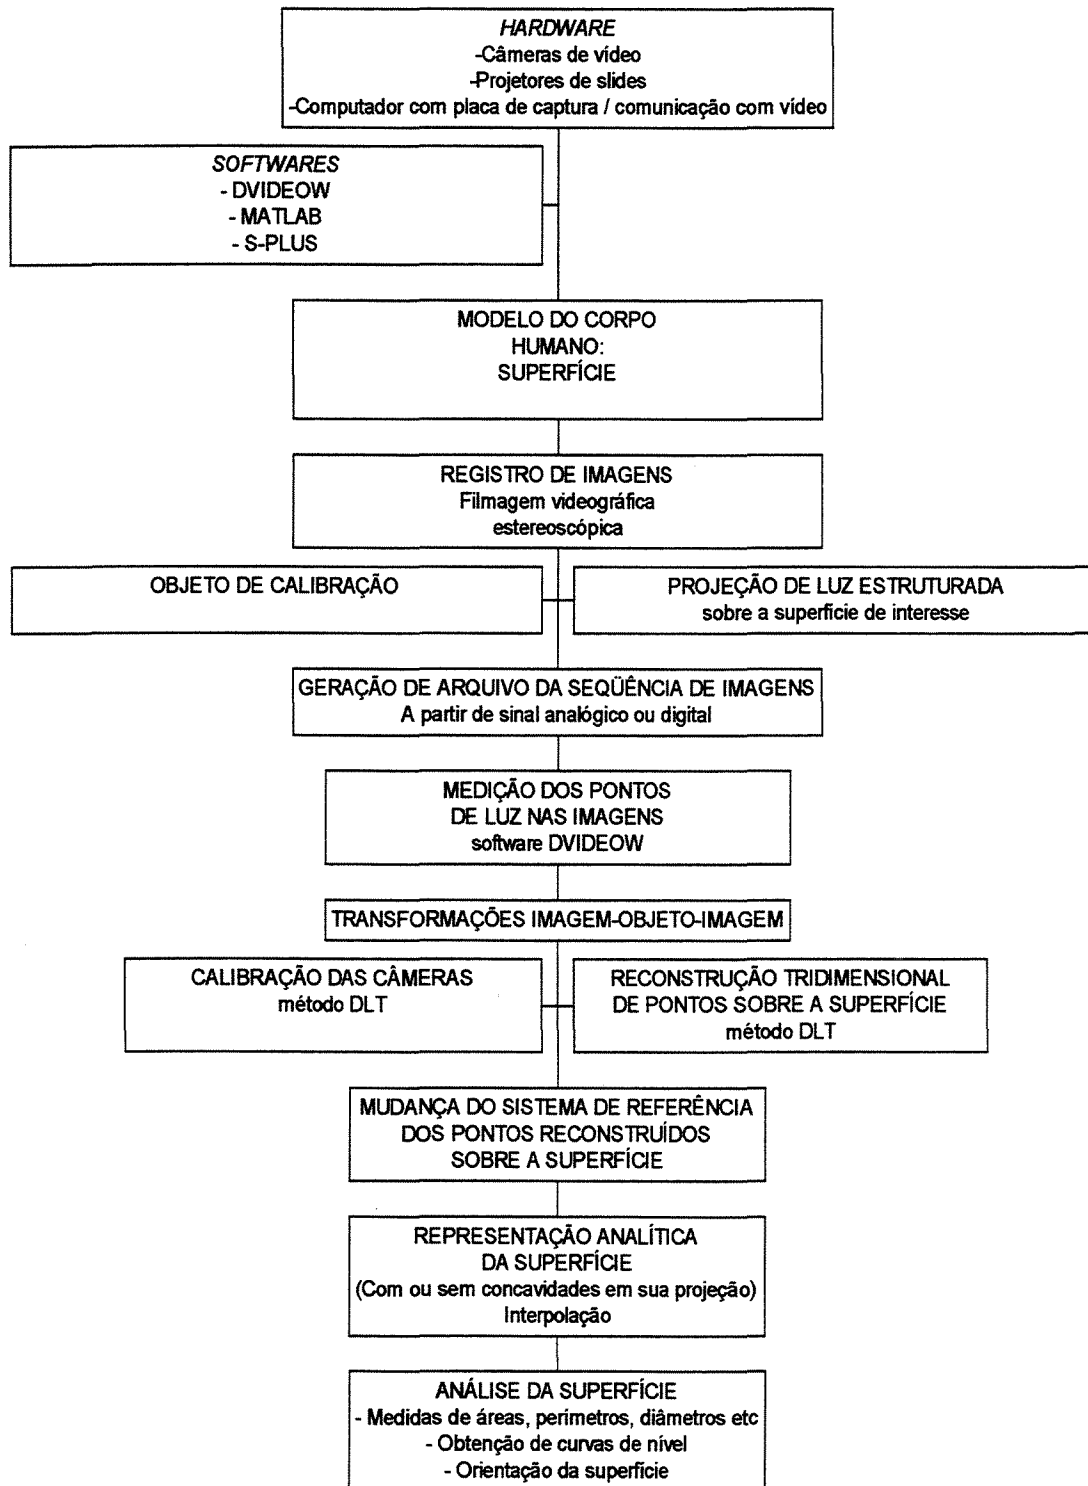 HARDWARE
-Câmeras de vídeo
-Projetores de slides
-Computador com placa de captura / comunicação com vídeo
SOFTWARES
- DVIDEOW
- MATLAB
- S-PLUS
MODELO DO CORPO
HUMANO:
SUPERFÍCIE
REGISTRO DE IMAGENS
Filmagem videográfica
estereoscópica
OBJETO DE CALIBRAÇÃO
PROJEÇÃO DE LUZ ESTRUTURADA
sobre a superfície de interesse
GERAÇÃO DE ARQUIVO DA SEQÜÊNCIA DE IMAGENS
A partir de sinal analógico ou digital
MEDIÇÃO DOS PONTOS
DE LUZ NAS IMAGENS
software DVIDEOW
TRANSFORMAÇÕES IMAGEM-OBJETO-IMAGEM
CALIBRAÇÃO DAS CÂMERAS
método DLT
RECONSTRUÇÃO TRIDIMENSIONAL
DE PONTOS SOBRE A SUPERFÍCIE
método DLT
MUDANÇA DO SISTEMA DE REFERÊNCIA
DOS PONTOS RECONSTRUÍDOS
SOBRE A SUPERFÍCIE
REPRESENTAÇÃO ANALÍTICA
DA SUPERFÍCIE
(Com ou sem concavidades em sua projeção)
Interpolação
ANÁLISE DA SUPERFÍCIE
- Medidas de áreas, perímetros, diâmetros etc
- Obtenção de curvas de nível
- Orientação da superfície